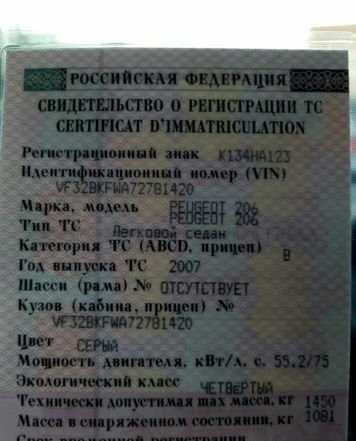 РОССИЙСКАЯ ФЕДЕРАЦИЯ
СВИДЕТЕЛЬСТВО О РЕГИСТРАЦИИ ТС
CERTIFICAT D'IMMATRICULATION
Регистрационный знак К134НА123
Идентификационный номер (VIN)
VF32BKFWA72781420
Марка, модель PEUGEOT 206
PEUGEOT 206
Тип ТС Легковой седан
Категория ТС (ABCD, прицеп) B
Год выпуска ТС 2007
Шасси (рама) № ОТСУТСТВУЕТ
Кузов (кабина, прицеп) №
VF32BKFWA72781420
Цвет СЕРЫЙ
Мощность двигателя, кВт/л. с. 55.2/75
Экологический класс ЧЕТВЕРТЫЙ
Технически допустимая max масса, кг 1450
Масса в снаряженном состоянии, кг 1081
Срок временной регистрации